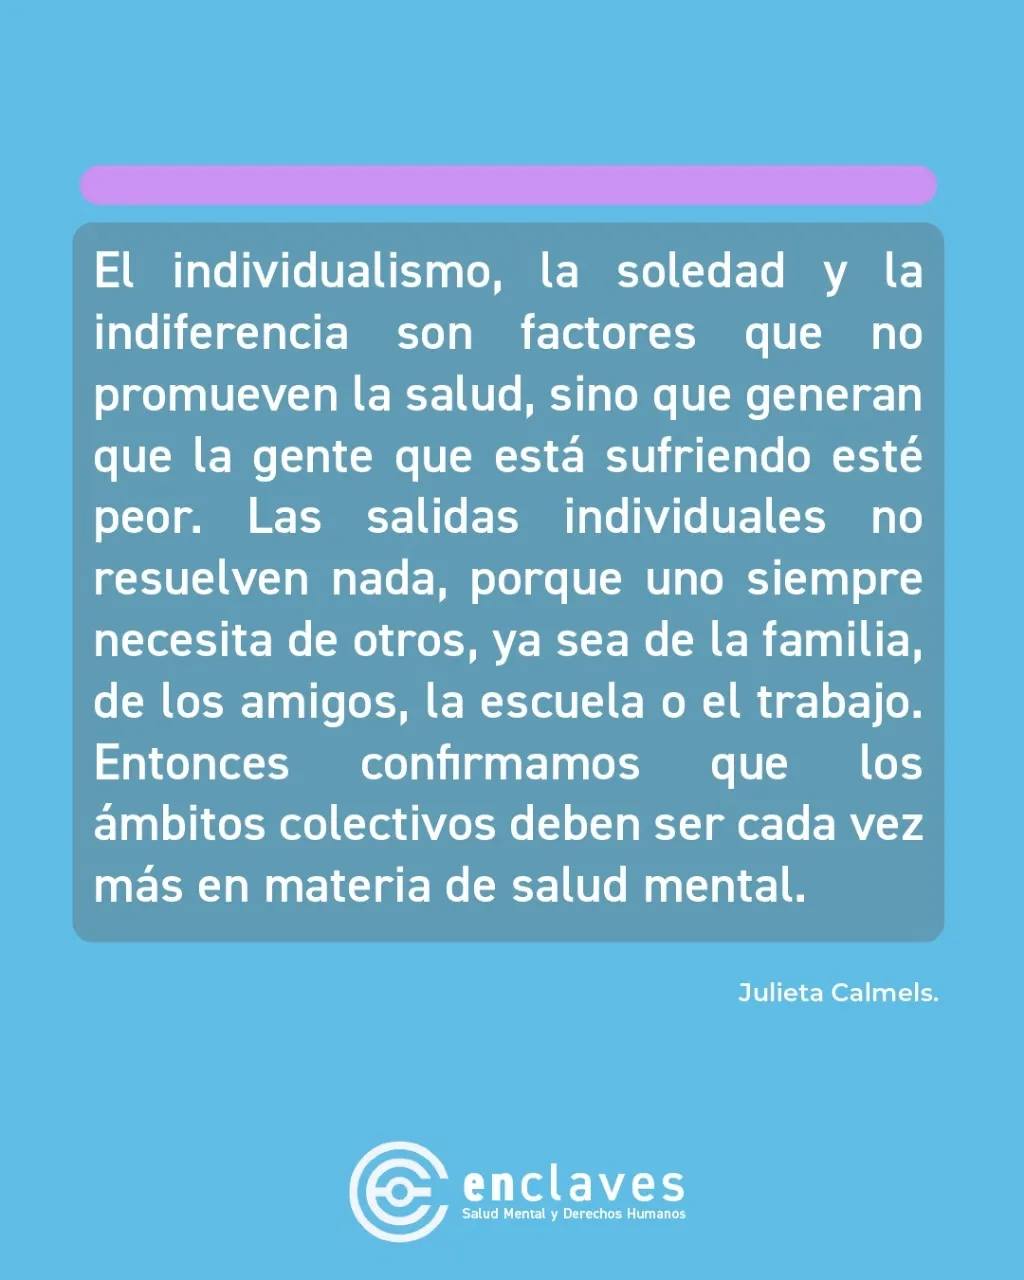 El individualismo, la soledad y la
indiferencia son factores que no
promueven la salud, sino que generan
que la gente que está sufriendo esté
peor. Las salidas individuales no
resuelven nada, porque uno siempre
necesita de otros, ya sea de la familia,
de los amigos, la escuela o el trabajo.
Entonces confirmamos que los
ámbitos colectivos deben ser cada vez
más en materia de salud mental.
Julieta Calmels.
enclaves
Salud Mental y Derechos Humanos